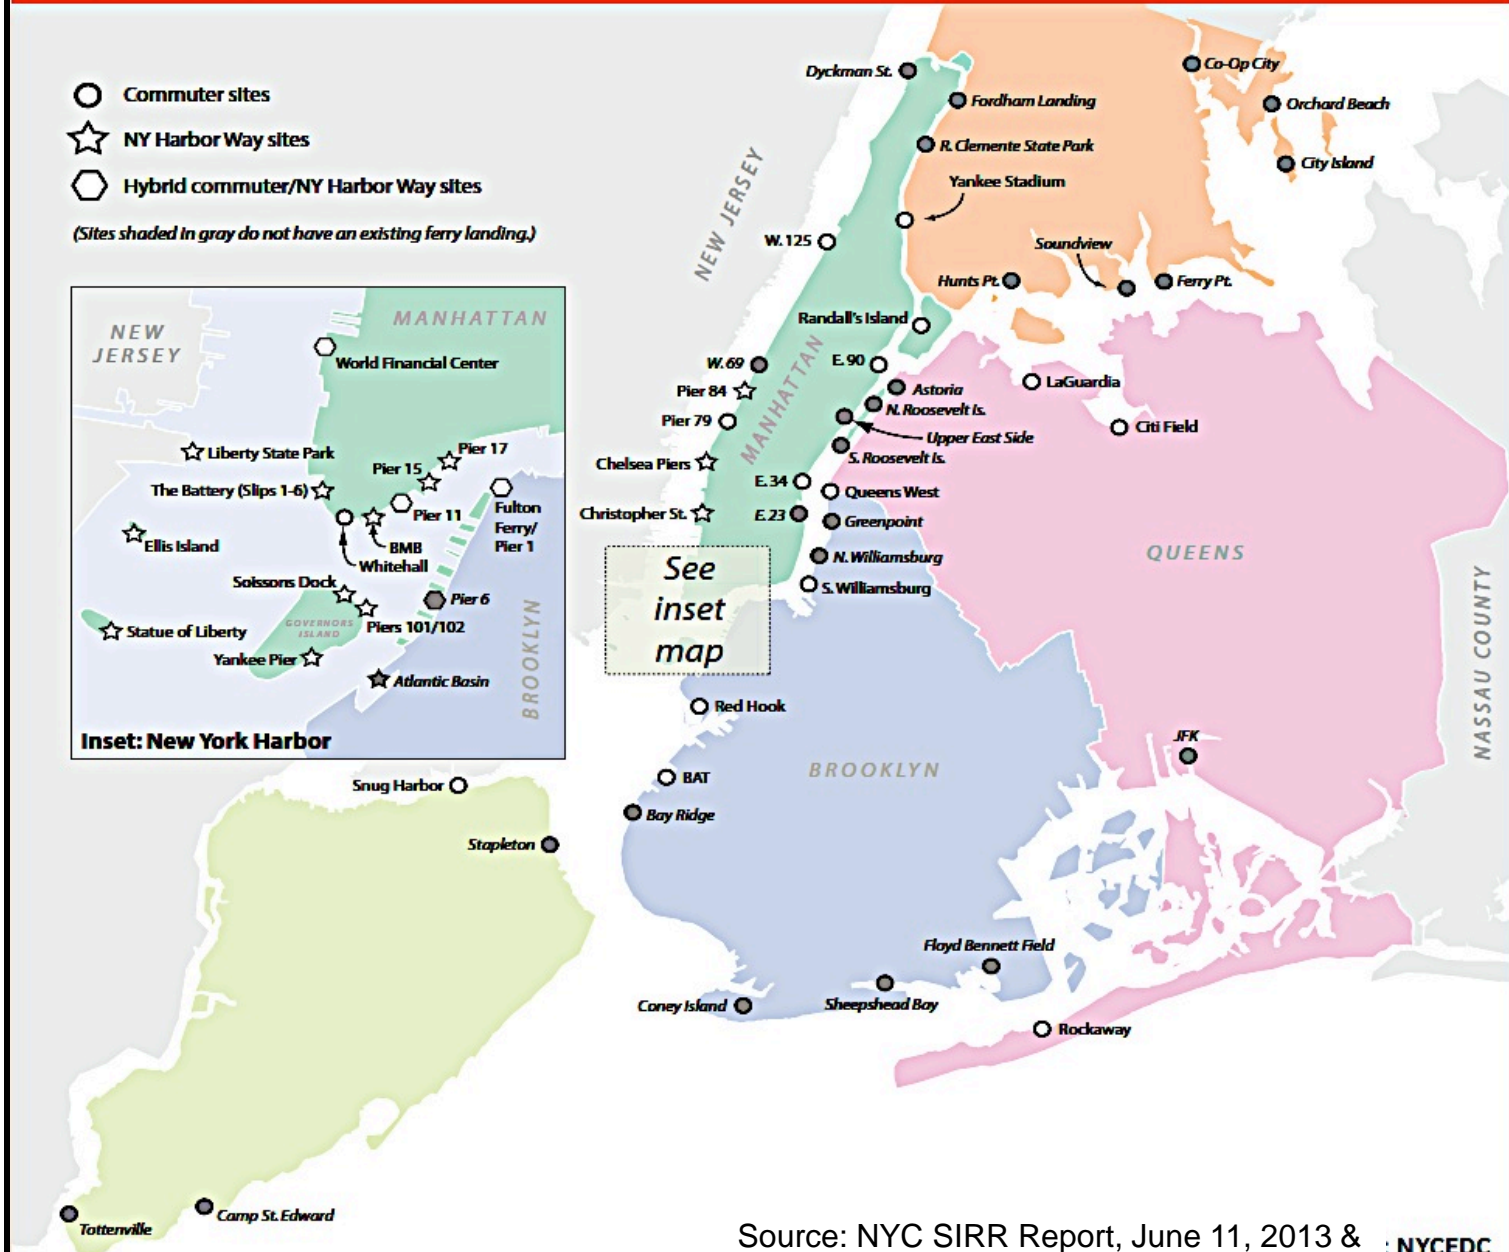 Commuter sites
NY Harbor Way sites
Hybrid commuter/NY Harbor Way sites
(Sites shaded in gray do not have an existing ferry landing.)
NEW JERSEY
MANHATTAN
World Financial Center
Liberty State Park
Pier 17
Pier 15
The Battery (Slips 1-6)
Pier 11
Fulton
Ferry/
Pier 1
Ellis Island
BMB
Whitehall
Soissons Dock
Pier 6
GOVERNORS
ISLAND
Piers 101/102
Statue of Liberty
Yankee Pier
Atlantic Basin
BROOKLYN
Inset: New York Harbor
Dyckman St.
Co-Op City
Fordham Landing
Orchard Beach
R. Clemente State Park
City Island
NEW JERSEY
Yankee Stadium
W. 125
Soundview
Hunts Pt.
Ferry Pt.
Randall's Island
MANHATTAN
W. 69
E. 90
Pier 84
Astoria
LaGuardia
N. Roosevelt Is.
Pier 79
Citi Field
Upper East Side
S. Roosevelt Is.
Chelsea Piers
E. 34
Queens West
Christopher St.
E. 23
Greenpoint
QUEENS
N. Williamsburg
S. Williamsburg
See
inset
map
NASSAU COUNTY
Red Hook
JFK
BROOKLYN
BAT
Snug Harbor
Bay Ridge
Stapleton
Floyd Bennett Field
Coney Island
Sheepshead Bay
Rockaway
Tottenville
Camp St. Edward
Source: NYC SIRR Report, June 11, 2013 &
: NYCEDC